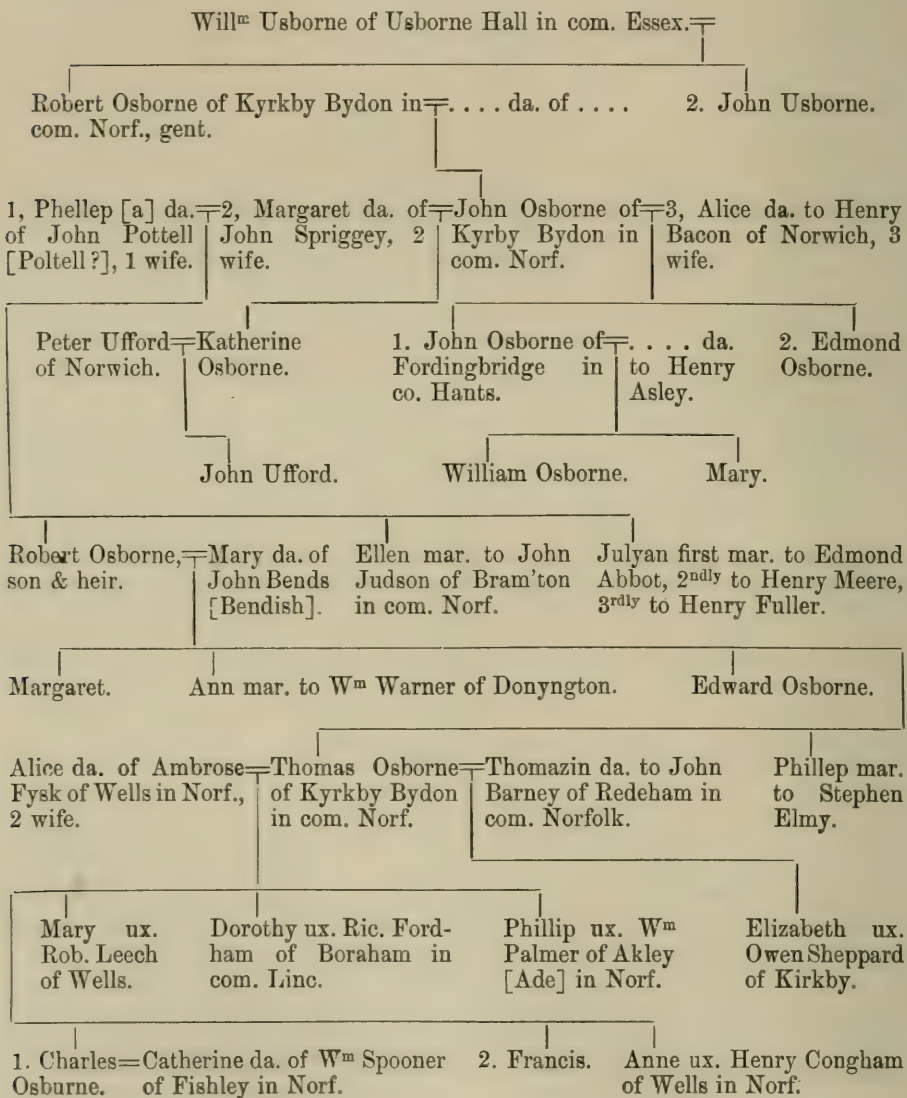 Willᵐ Usborne of Usborne Hall in com. Essex.
Robert Osborne of Kyrkby Bydon in . . . . da. of . . . . 2. John Usborne.
com. Norf., gent.
1, Phellep [a] da. 2, Margaret da. of John Osborne of 3, Alice da. to Henry
of John Pottell John Spriggey, 2 Kyrby Bydon in Bacon of Norwich, 3
[Poltell ?], 1 wife. wife. com. Norf. wife.
Peter Ufford Katherine 1. John Osborne of . . . . da. 2. Edmond
of Norwich. Osborne. Fordingbridge in to Henry Osborne.
co. Hants. Asley.
John Ufford. William Osborne. Mary.
Robert Osborne, Mary da. of Ellen mar. to John Julyan first mar. to Edmond
son & heir. John Bends Judson of Bram'ton Abbot, 2ⁿᵈˡʸ to Henry Meere,
[Bendish]. in com. Norf. 3ʳᵈˡʸ to Henry Fuller.
Margaret. Ann mar. to Wᵐ Warner of Donyngton. Edward Osborne.
Alice da. of Ambrose Thomas Osborne Thomazin da. to John Phillep mar.
Fysk of Wells in Norf., of Kyrkby Bydon Barney of Redeham in to Stephen
2 wife. in com. Norf. com. Norfolk. Elmy.
Mary ux. Dorothy ux. Ric. Ford- Phillip ux. Wᵐ Elizabeth ux.
Rob. Leech ham of Boraham in Palmer of Akley Owen Sheppard
of Wells. com. Linc. [Ade] in Norf. of Kirkby.
1. Charles=Catherine da. of Wᵐ Spooner 2. Francis. Anne ux. Henry Congham
Osburne. of Fishley in Norf. of Wells in Norf.